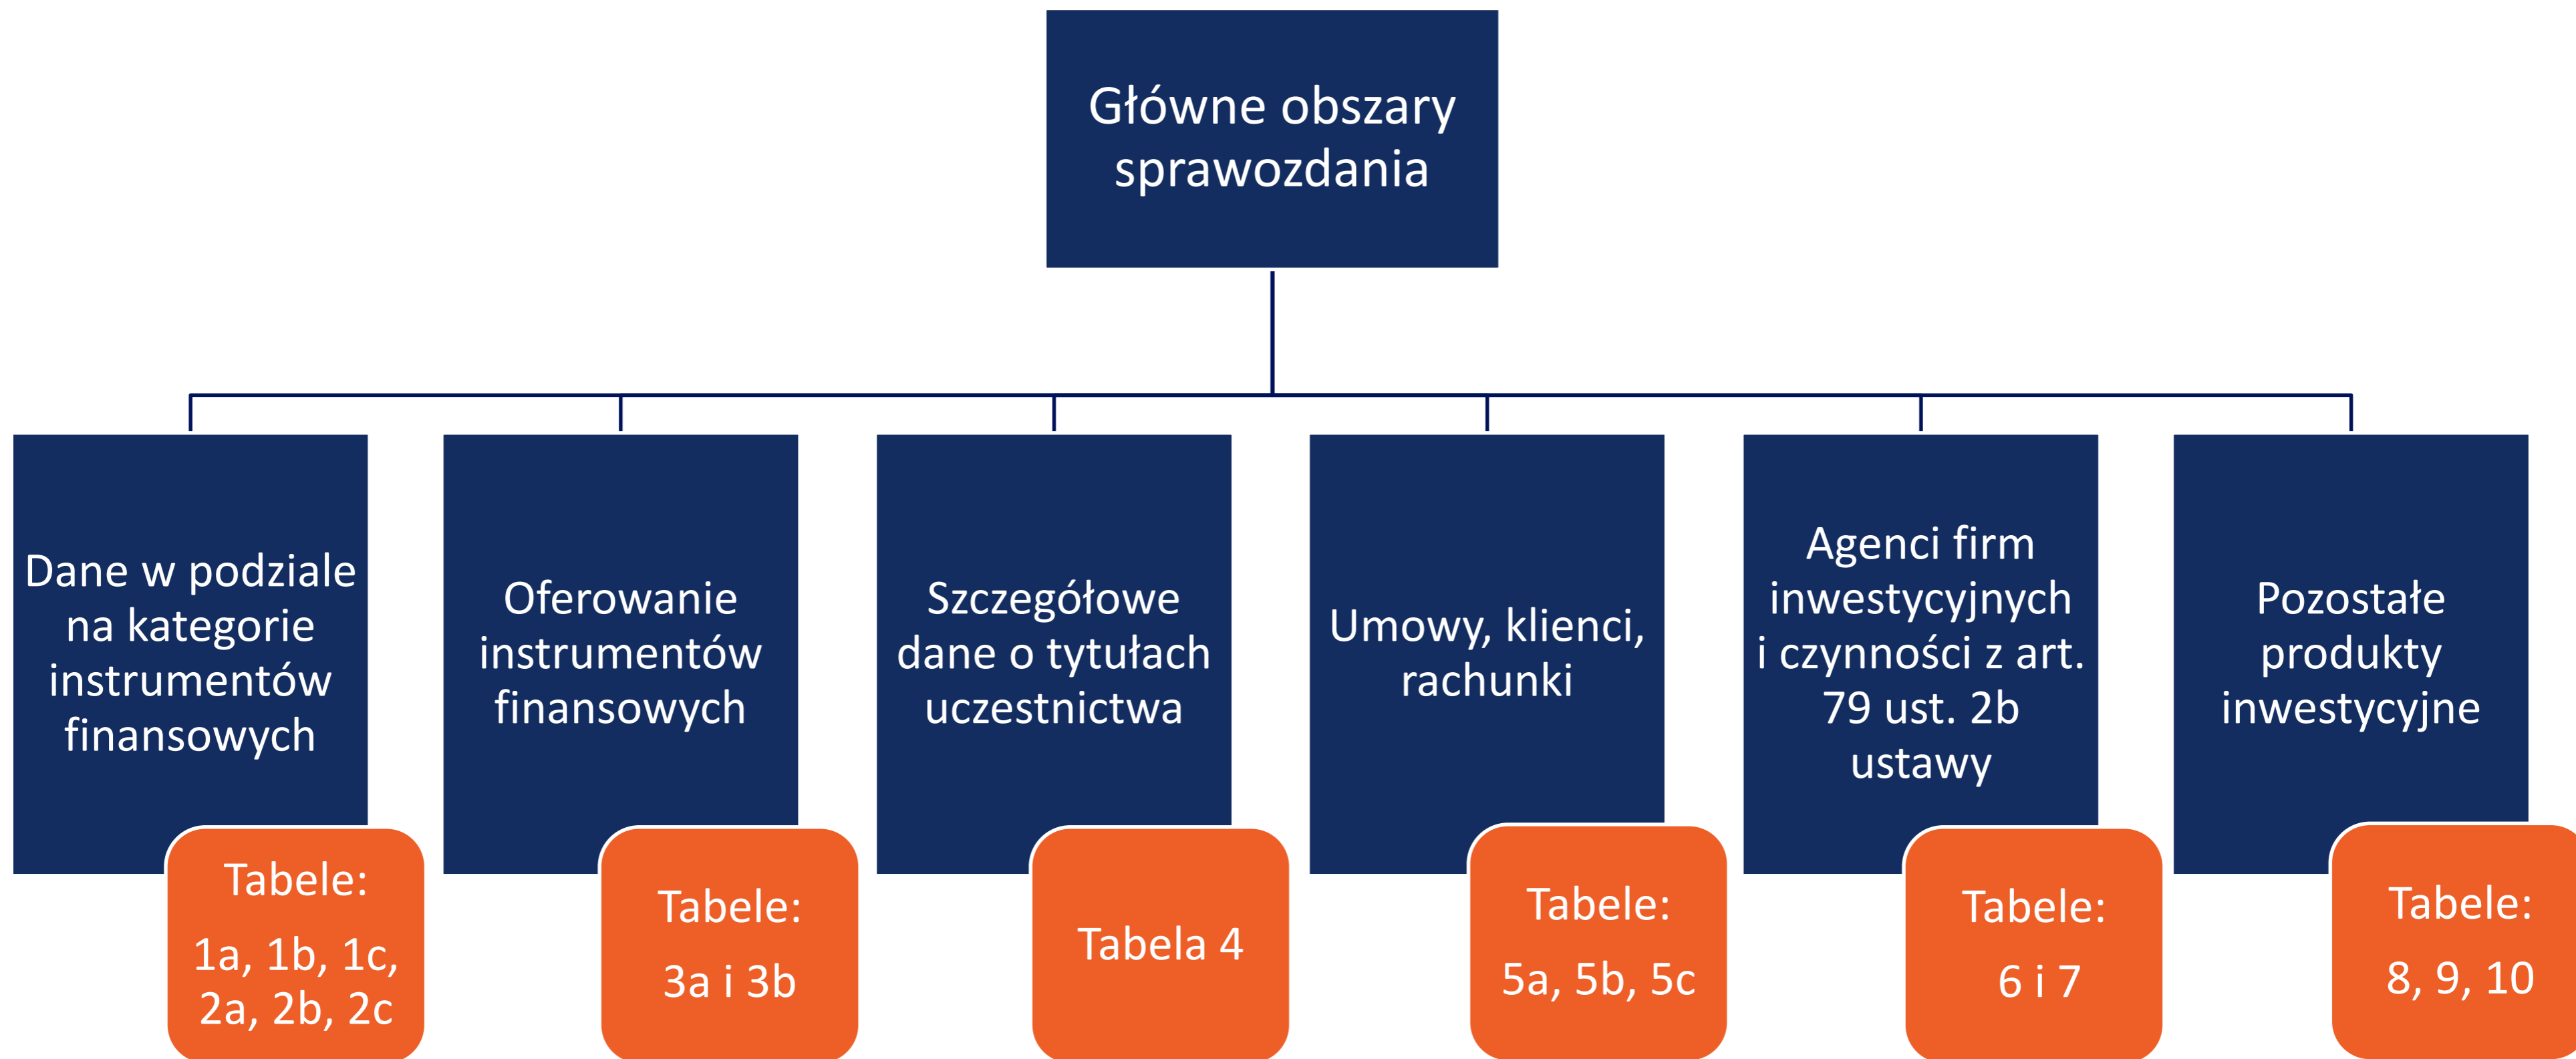 Główne obszary
sprawozdania
Dane w podziale
na kategorie
instrumentów
finansowych
Tabele:
1a, 1b, 1c,
2a, 2b, 2c
Oferowanie
instrumentów
finansowych
Tabele:
3a i 3b
Szczegółowe
dane o tytułach
uczestnictwa
Tabela 4
Umowy, klienci,
rachunki
Tabele:
5a, 5b, 5c
Agenci firm
inwestycyjnych
i czynności z art.
79 ust. 2b
ustawy
Tabele:
6 i 7
Pozostałe
produkty
inwestycyjne
Tabele:
8, 9, 10